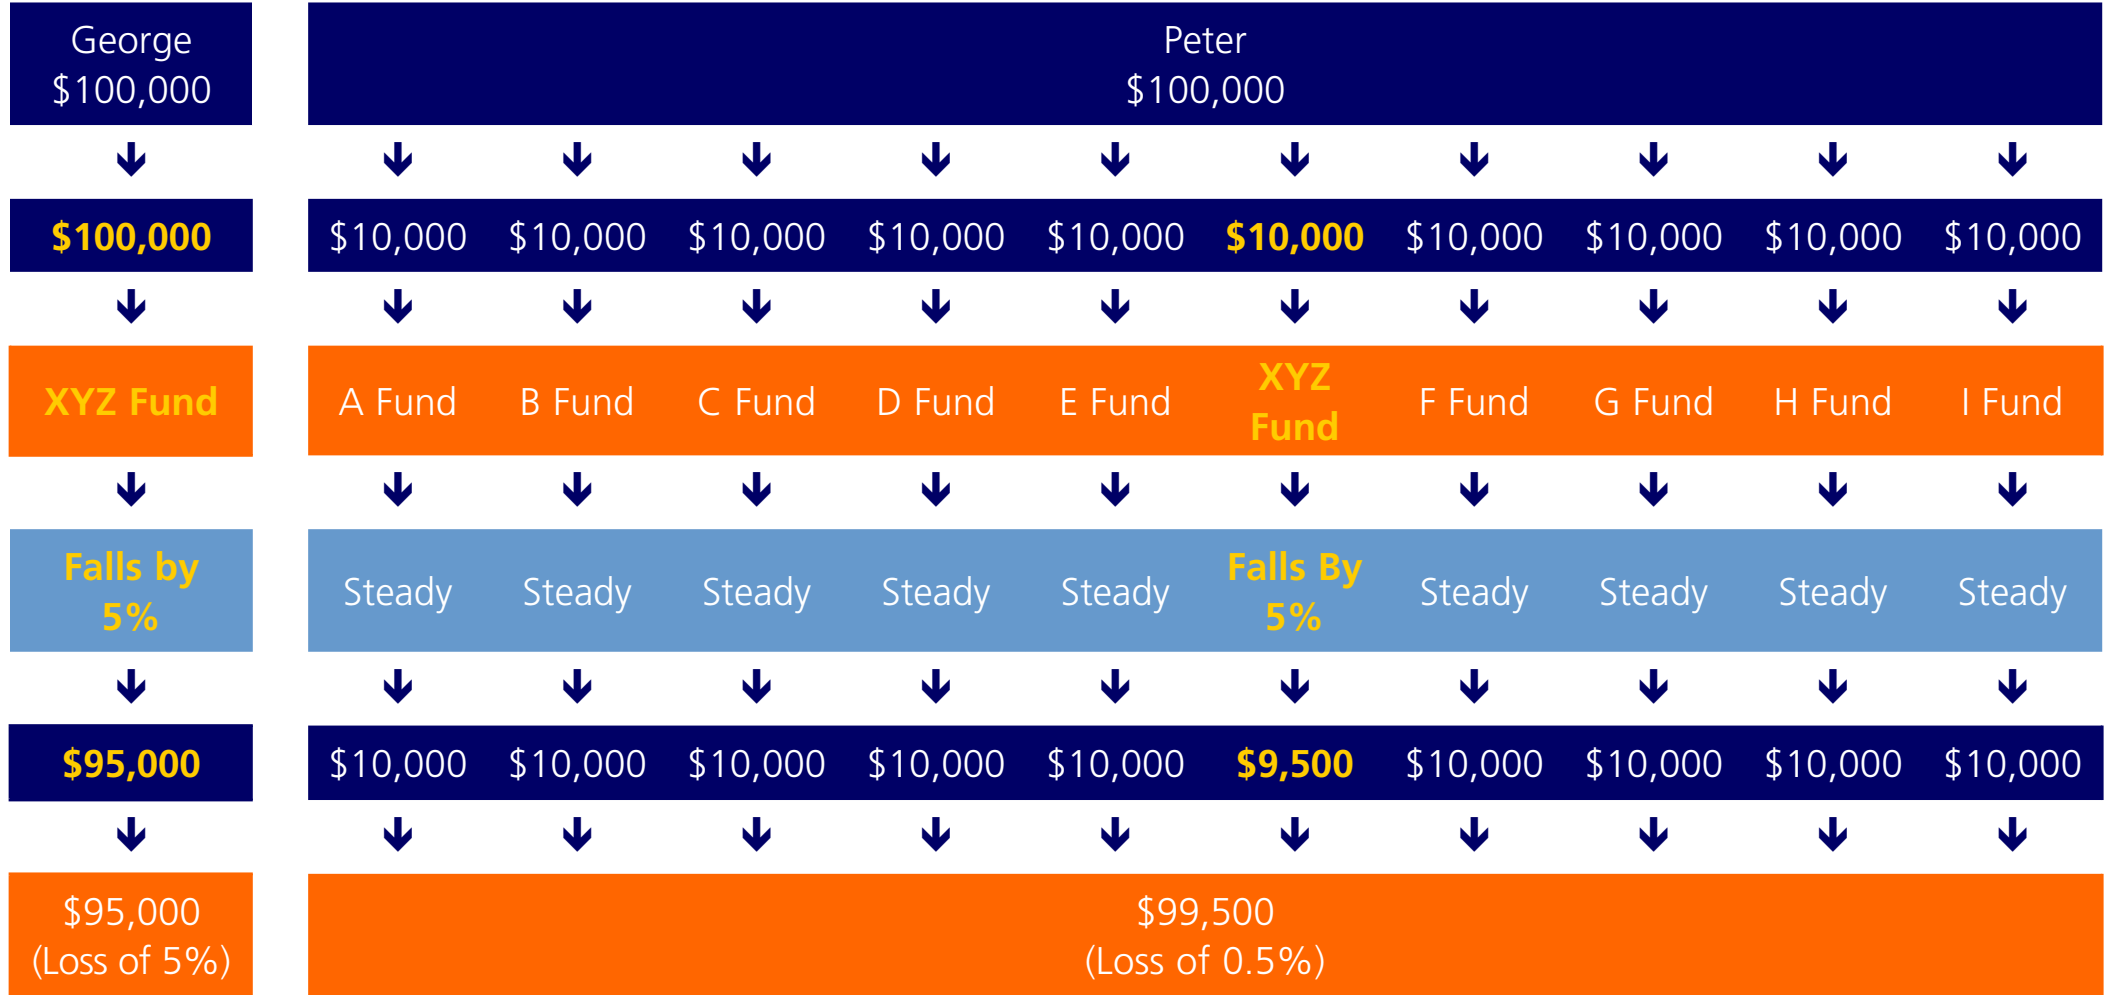 George
$100,000
Peter
$100,000
$100,000
$10,000 $10,000 $10,000 $10,000 $10,000 $10,000 $10,000 $10,000 $10,000 $10,000
XYZ Fund
A Fund B Fund C Fund D Fund E Fund XYZ Fund F Fund G Fund H Fund I Fund
Falls by
5%
Steady Steady Steady Steady Steady Falls By 5% Steady Steady Steady Steady
$95,000
$10,000 $10,000 $10,000 $10,000 $10,000 $9,500 $10,000 $10,000 $10,000 $10,000
$95,000
(Loss of 5%)
$99,500
(Loss of 0.5%)